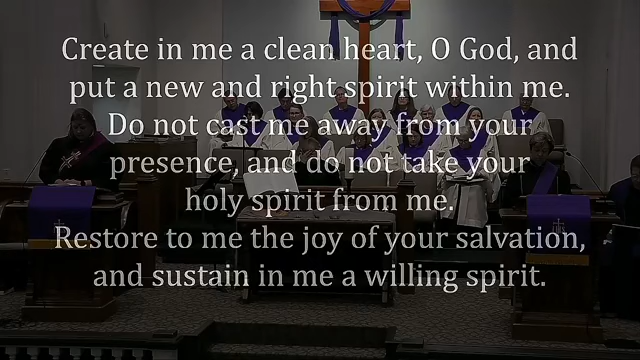 Create in me a clean heart, O God, and
put a new and right spirit within me.
Do not cast me away from your
presence, and do not take your
holy spirit from me.
Restore to me the joy of your salvation,
and sustain in me a willing spirit.